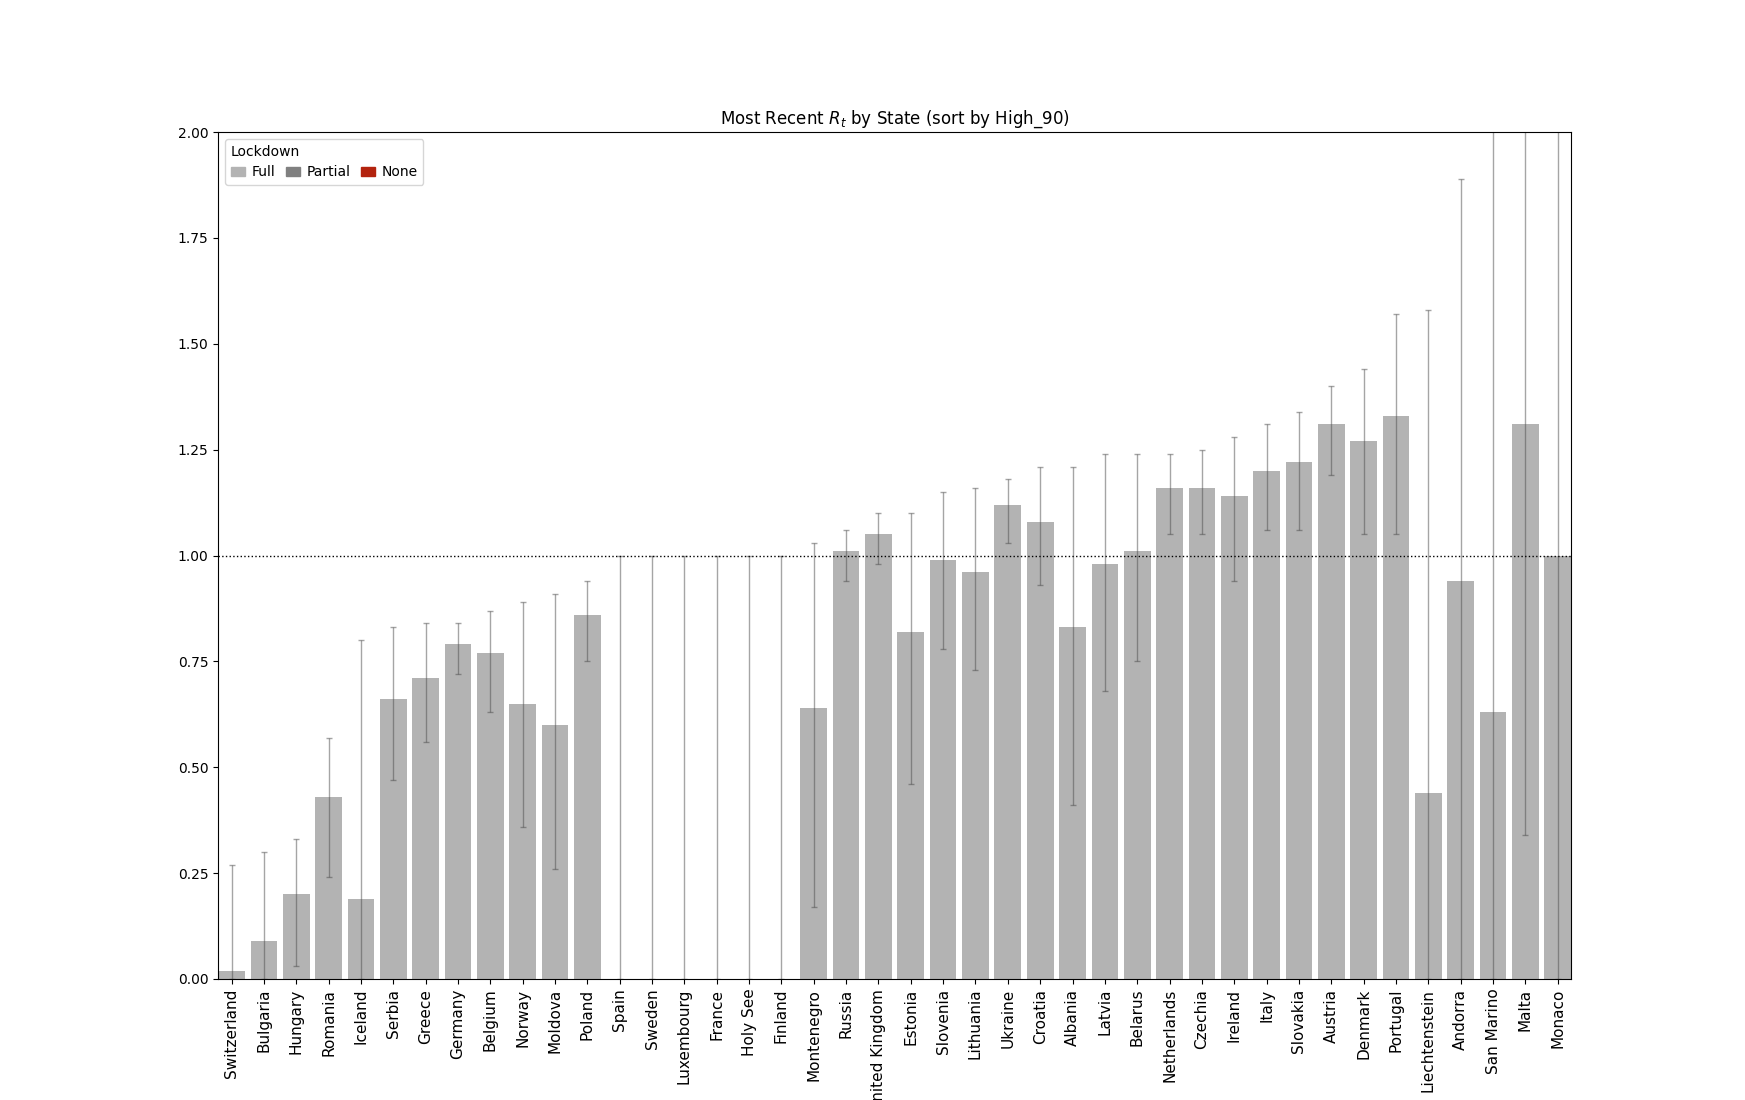 Most Recent R_t by State (sort by High_90)
Lockdown
Full Partial None
2.00
1.75
1.50
1.25
1.00
0.75
0.50
0.25
0.00
Switzerland
Bulgaria
Hungary
Romania
Iceland
Serbia
Greece
Germany
Belgium
Norway
Moldova
Poland
Spain
Sweden
Luxembourg
France
Holy See
Finland
Montenegro
Russia
nited Kingdom
Estonia
Slovenia
Lithuania
Ukraine
Croatia
Albania
Latvia
Belarus
Netherlands
Czechia
Ireland
Italy
Slovakia
Austria
Denmark
Portugal
Liechtenstein
Andorra
San Marino
Malta
Monaco